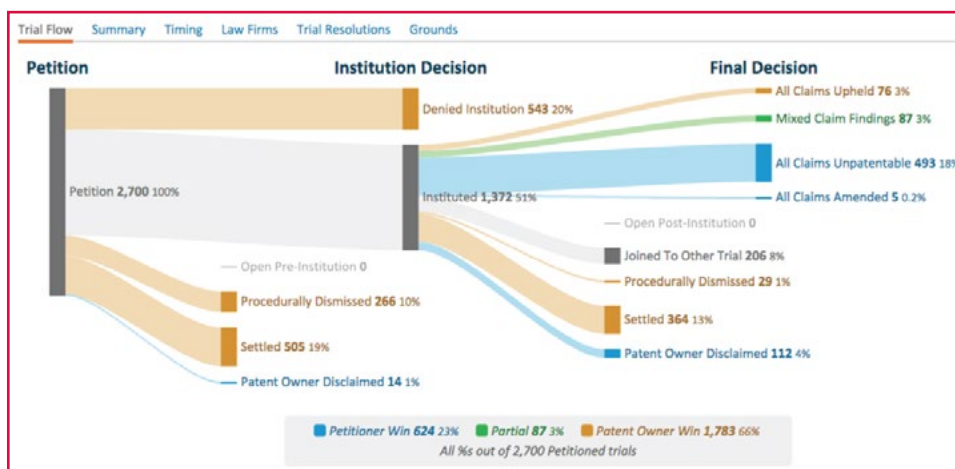 Trial Flow Summary Timing Law Firms Trial Resolutions Grounds
Petition Institution Decision Final Decision
All Claims Upheld 76 3%
Denied Institution 543 20%
Mixed Claim Findings 87 3%
All Claims Unpatentable 493 18%
Petition 2,700 100%
Instituted 1,372 51%
All Claims Amended 5 0.2%
Open Post-Institution 0
Joined To Other Trial 206 8%
Open Pre-Institution 0
Procedurally Dismissed 29 1%
Procedurally Dismissed 266 10%
Settled 364 13%
Settled 505 19%
Patent Owner Disclaimed 112 4%
Patent Owner Disclaimed 14 1%
Petitioner Win 624 23% Partial 87 3% Patent Owner Win 1,783 66%
All %s out of 2,700 Petitioned trials